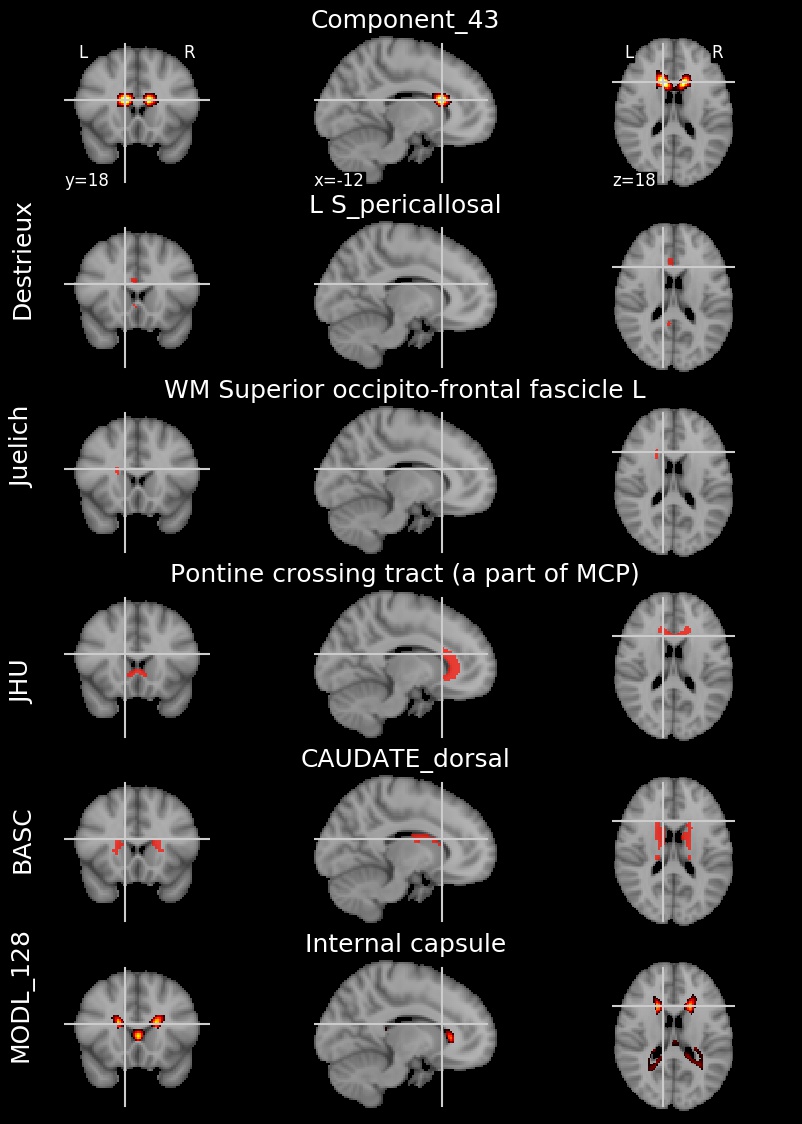 Component_43
L R L R
y=18 x=-12 z=18
Destrieux
L S_pericallosal
Juelich
WM Superior occipito-frontal fascicle L
JHU
Pontine crossing tract (a part of MCP)
BASC
CAUDATE_dorsal
MODL_128
Internal capsule